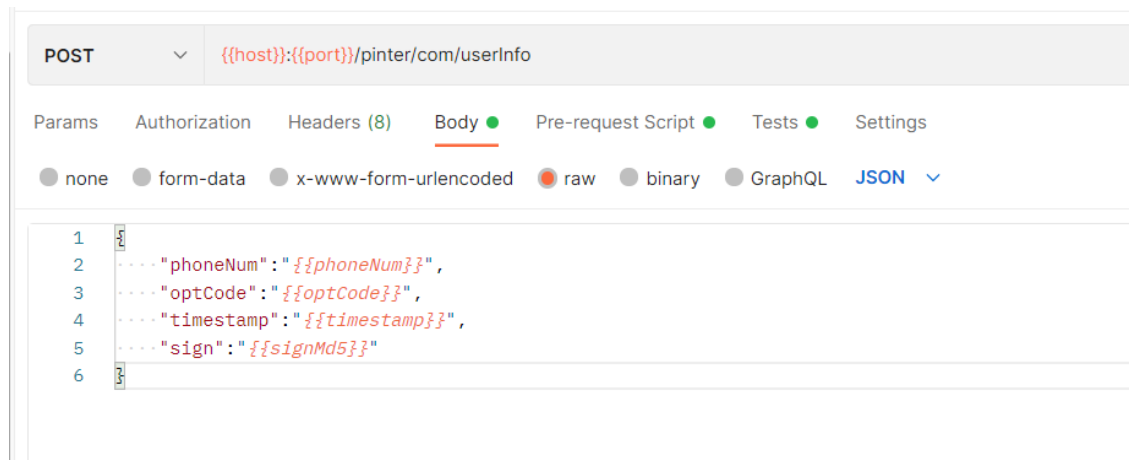 POST {{host}}:{{port}}/pinter/com/userInfo
Params Authorization Headers (8) Body Pre-request Script Tests Settings
none form-data x-www-form-urlencoded raw binary GraphQL JSON
1 {
2 ····"phoneNum":"{{phoneNum}}",
3 ····"optCode":"{{optCode}}",
4 ····"timestamp":"{{timestamp}}",
5 ····"sign":"{{signMd5}}"
6 }